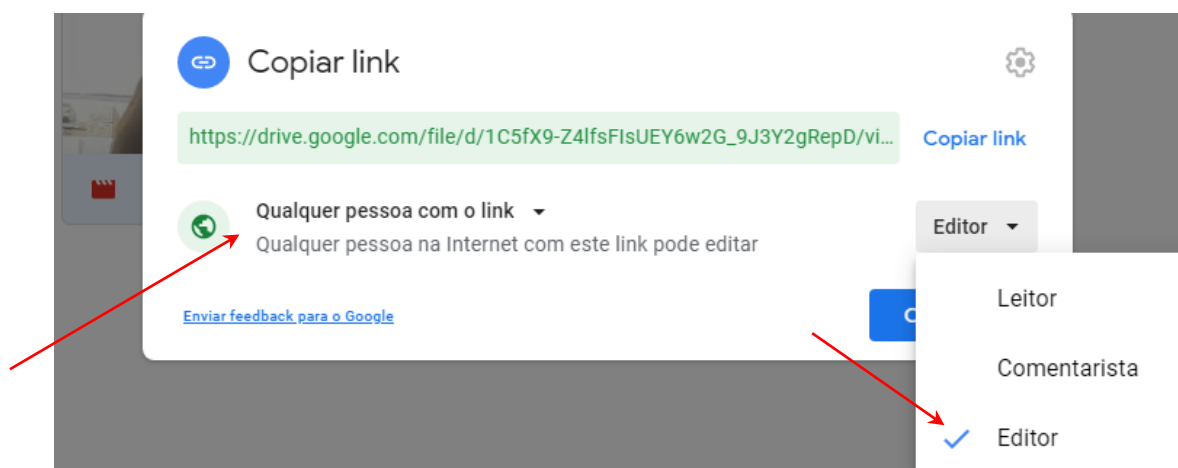 Copiar link
https://drive.google.com/file/d/1C5fX9-Z4lfsFIsUEY6w2G_9J3Y2gRepD/vi...
Copiar link
Qualquer pessoa com o link
Editor
Qualquer pessoa na Internet com este link pode editar
Enviar feedback para o Google
Leitor
Comentarista
Editor